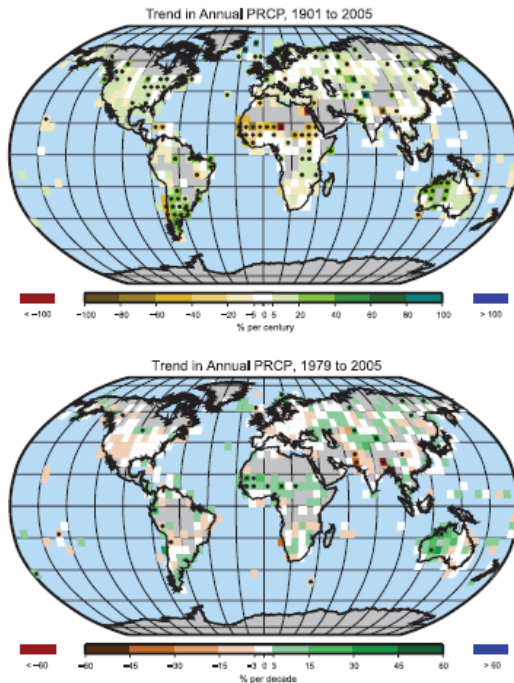 Trend in Annual PRCP, 1901 to 2005
< −100 −100 −80 −60 −40 −20 −5 0 5 20 40 60 80 100 > 100
% per century
Trend in Annual PRCP, 1979 to 2005
< −60 −60 −45 −30 −15 −3 0 3 15 30 45 60 > 60
% per decade